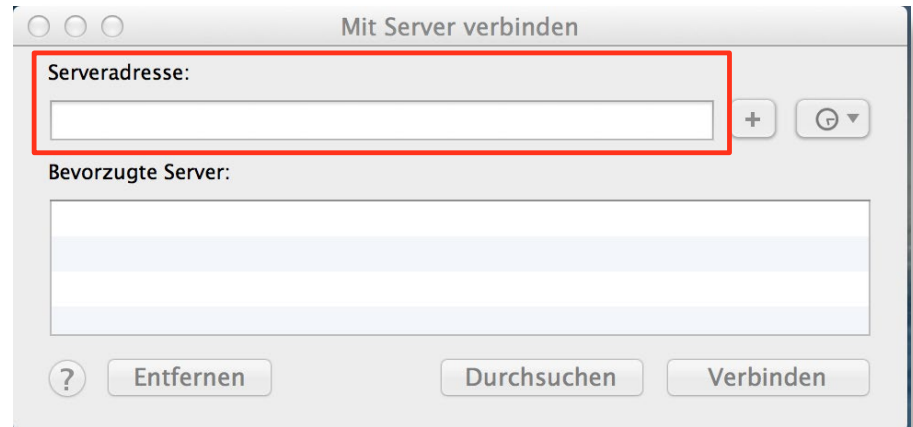 Mit Server verbinden
Serveradresse:
+
Bevorzugte Server:
?
Entfernen
Durchsuchen
Verbinden